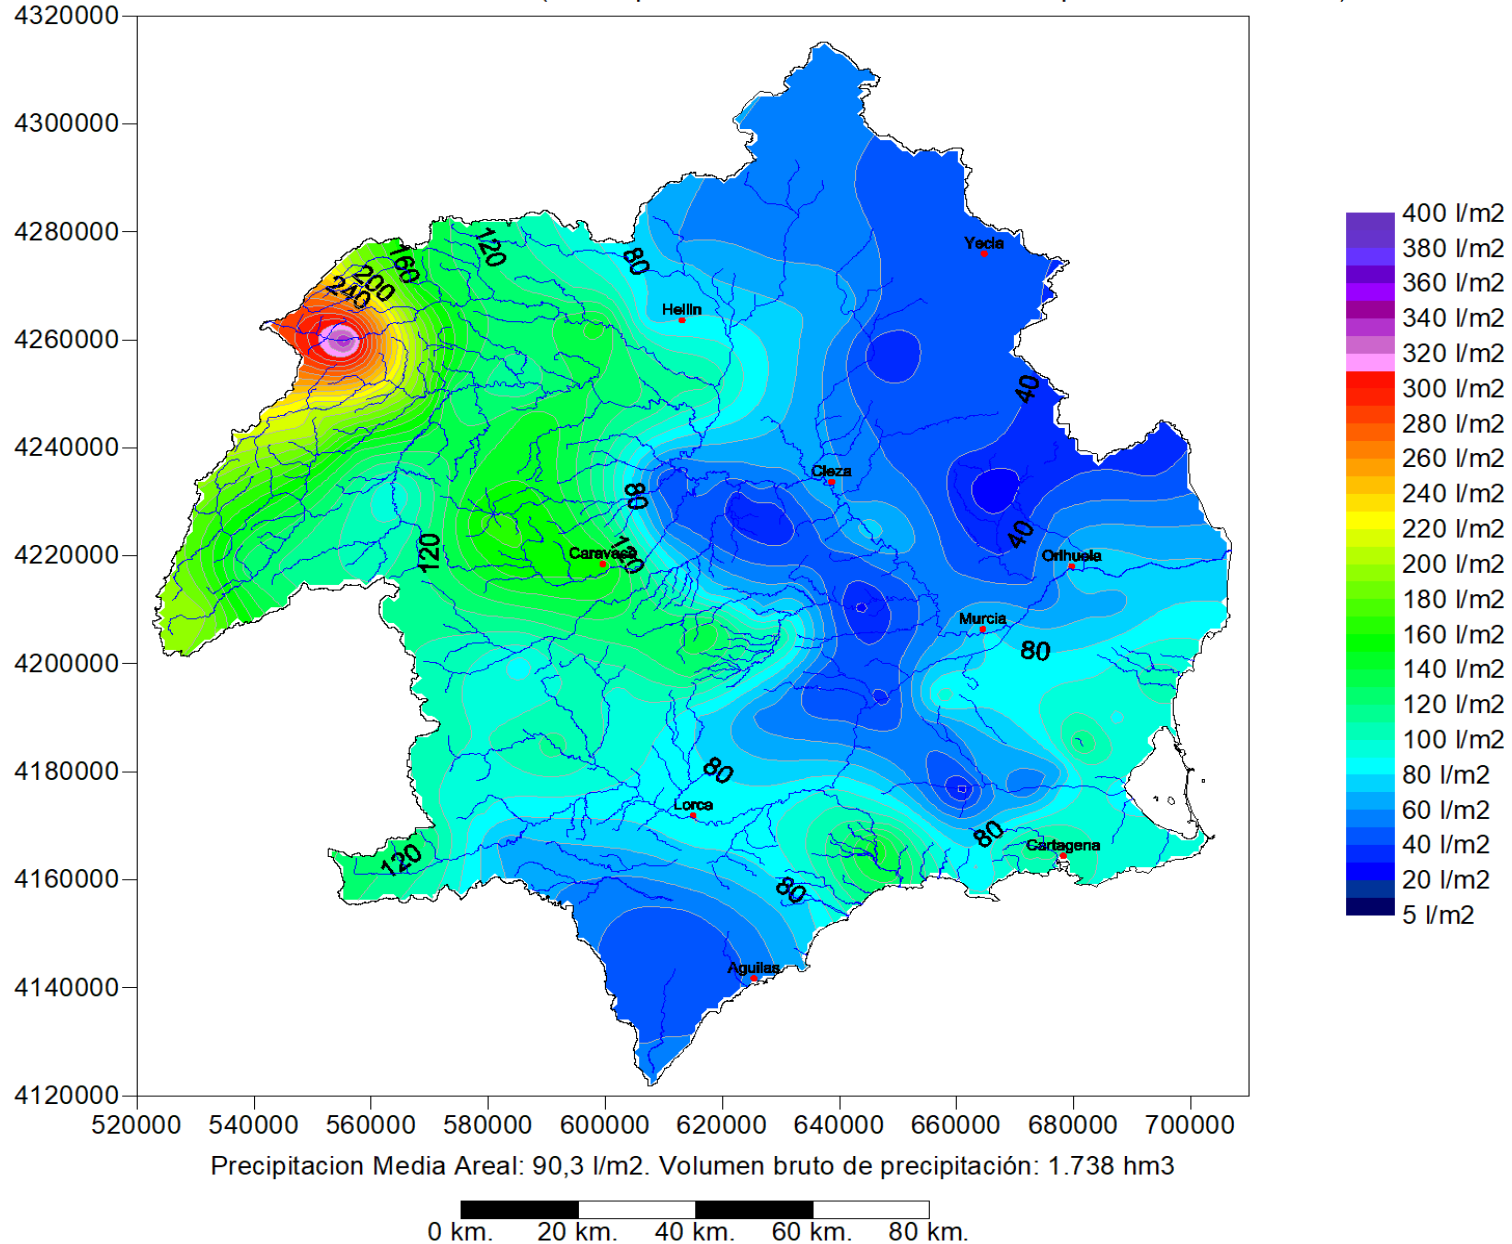 4320000
4300000
4280000
4260000
4240000
4220000
4200000
4180000
4160000
4140000
4120000
520000 540000 560000 580000 600000 620000 640000 660000 680000 700000
120
160
200
240
80
Hellin
Yecla
40
Cieza
80
120
Caravaca
120
40
Orihuela
Murcia
80
80
Lorca
120
80
Cartagena
80
Aguilas
400 l/m2
380 l/m2
360 l/m2
340 l/m2
320 l/m2
300 l/m2
280 l/m2
260 l/m2
240 l/m2
220 l/m2
200 l/m2
180 l/m2
160 l/m2
140 l/m2
120 l/m2
100 l/m2
80 l/m2
60 l/m2
40 l/m2
20 l/m2
5 l/m2
Precipitacion Media Areal: 90,3 l/m2. Volumen bruto de precipitación: 1.738 hm3
0 km. 20 km. 40 km. 60 km. 80 km.